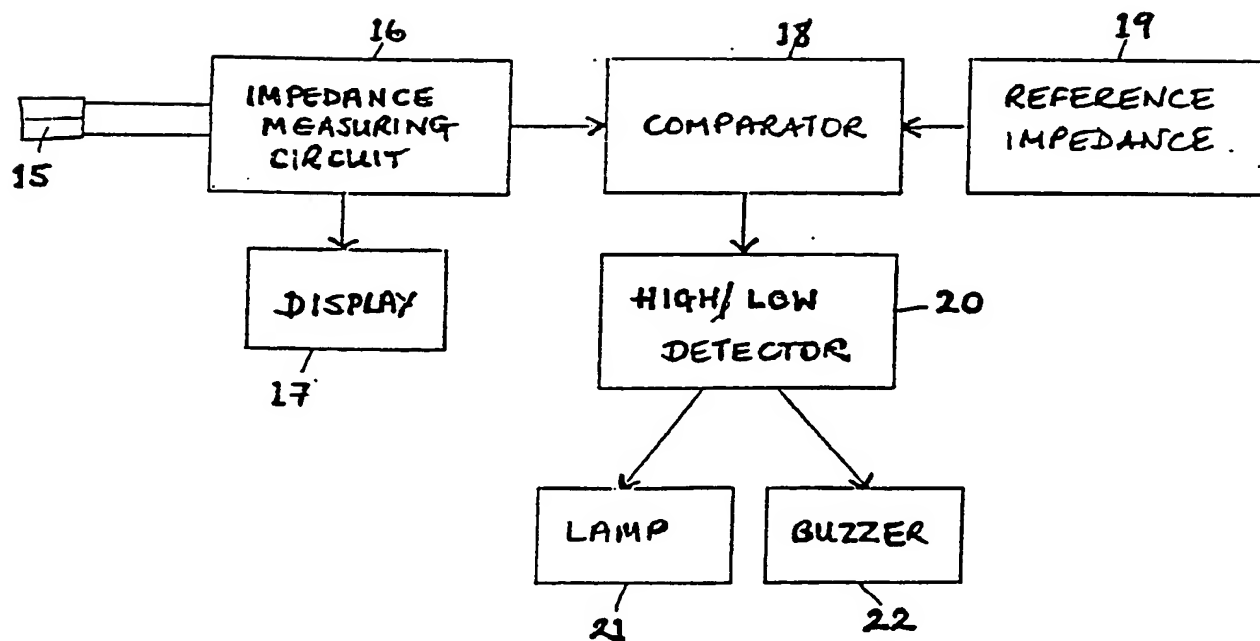 16
18
19
IMPEDANCE
MEASURING
CIRCUIT
COMPARATOR
REFERENCE
IMPEDANCE.
15
DISPLAY
HIGH/LOW
DETECTOR
20
17
LAMP
BUZZER
21
22